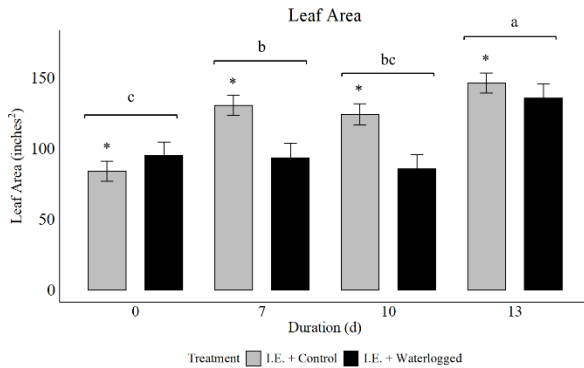 Leaf Area
a
b
bc
c
*
*
*
*
150
100
50
0
Leaf Area (inches²)
0 7 10 13
Duration (d)
Treatment I.E. + Control I.E. + Waterlogged